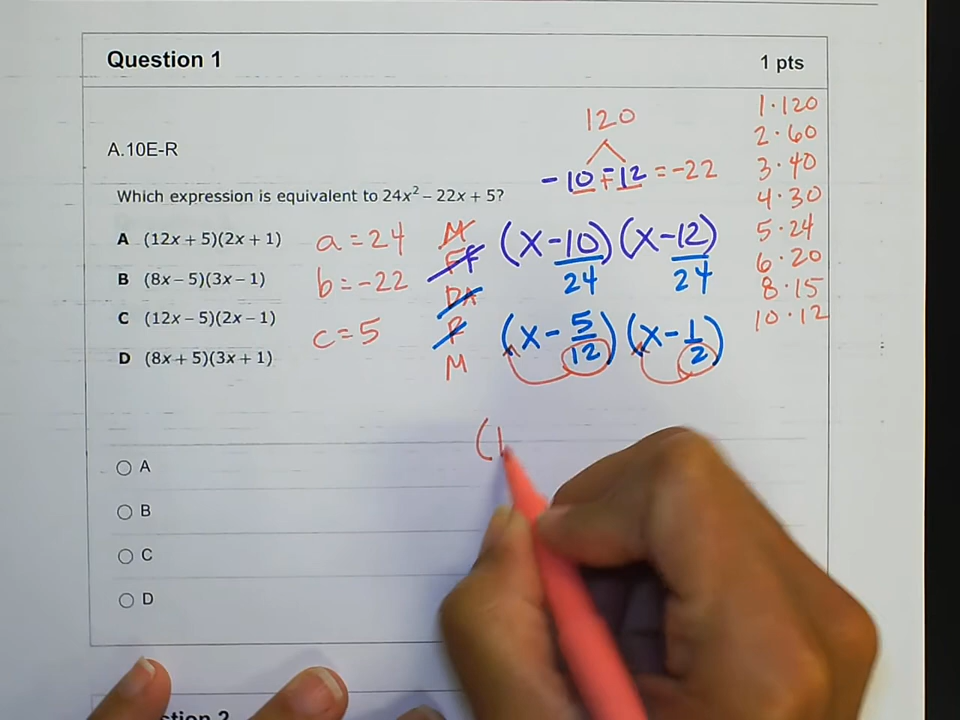 Question 1 1 pts
A.10E-R
Which expression is equivalent to 24x² – 22x + 5?
A (12x + 5)(2x + 1)
B (8x – 5)(3x – 1)
C (12x – 5)(2x – 1)
D (8x + 5)(3x + 1)
A
B
C
D
a = 24
b = -22
c = 5
M
F
P
M
120
-10 + -12 = -22
(x - 10/24)(x - 12/24)
(x - 5/12)(x - 1/2)
(1
1·120
2·60
3·40
4·30
5·24
6·20
8·15
10·12